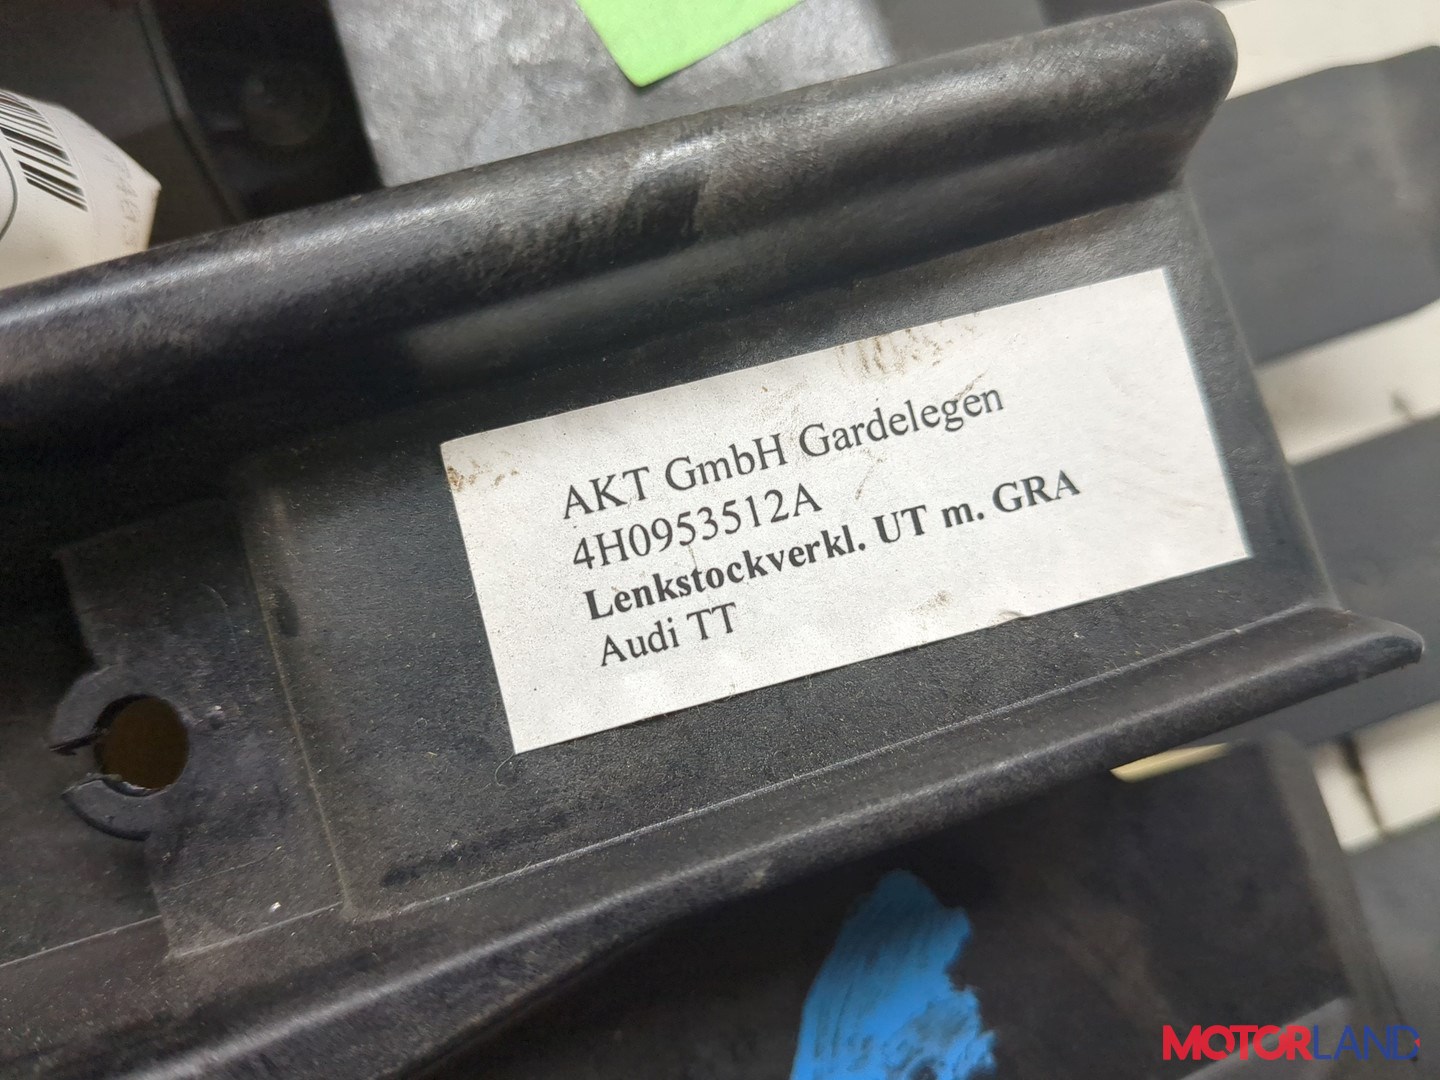 AKT GmbH Gardelegen
4H0953512A
Lenkstockverkl. UT m. GRA
Audi TT
MOTORLAND